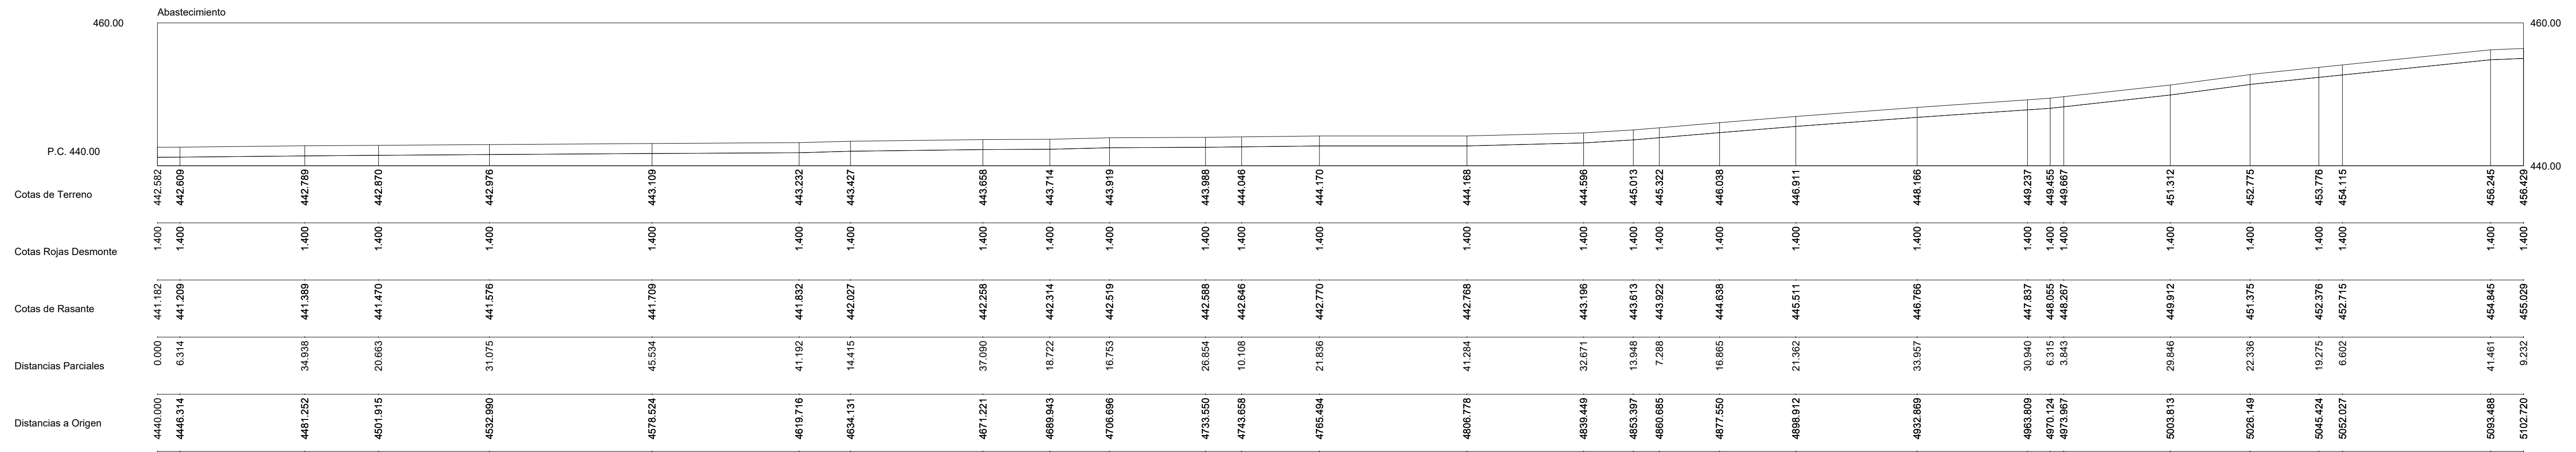 Abastecimiento
460.00 460.00
P.C. 440.00 440.00
Cotas de Terreno 442.582 442.609 442.789 442.870 442.976 443.109 443.232 443.427 443.658 443.714 443.919 443.988 444.046 444.170 444.168 444.596 445.013 445.322 446.038 446.911 448.166 449.237 449.455 449.667 451.312 452.775 453.776 454.115 456.245 456.429
Cotas Rojas Desmonte 1.400 1.400 1.400 1.400 1.400 1.400 1.400 1.400 1.400 1.400 1.400 1.400 1.400 1.400 1.400 1.400 1.400 1.400 1.400 1.400 1.400 1.400 1.400 1.400 1.400 1.400 1.400 1.400 1.400 1.400
Cotas de Rasante 441.182 441.209 441.389 441.470 441.576 441.709 441.832 442.027 442.258 442.314 442.519 442.588 442.646 442.770 442.768 443.196 443.613 443.922 444.638 445.511 446.766 447.837 448.055 448.267 449.912 451.375 452.376 452.715 454.845 455.029
Distancias Parciales 0.000 6.314 34.938 20.663 31.075 45.534 41.192 14.415 37.090 18.722 16.753 26.854 10.108 21.836 41.284 32.671 13.948 7.288 16.865 21.362 33.957 30.940 6.315 3.843 29.846 22.336 19.275 6.602 41.461 9.232
Distancias a Origen 4440.000 4446.314 4481.252 4501.915 4532.990 4578.524 4619.716 4634.131 4671.221 4689.943 4706.696 4733.550 4743.658 4765.494 4806.778 4839.449 4853.397 4860.685 4877.550 4898.912 4932.869 4963.809 4970.124 4973.967 5003.813 5026.149 5045.424 5052.027 5093.488 5102.720